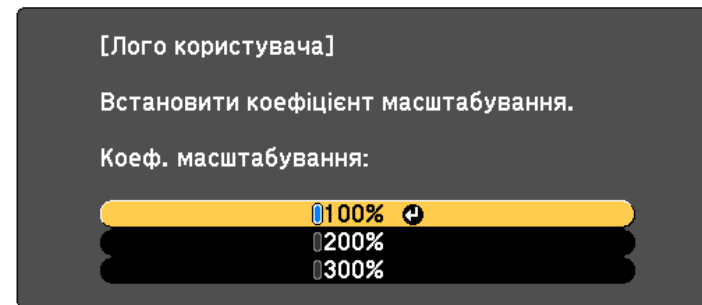 [Лого користувача]
Встановити коефіцієнт масштабування.
Коеф. масштабування:
100%
200%
300%